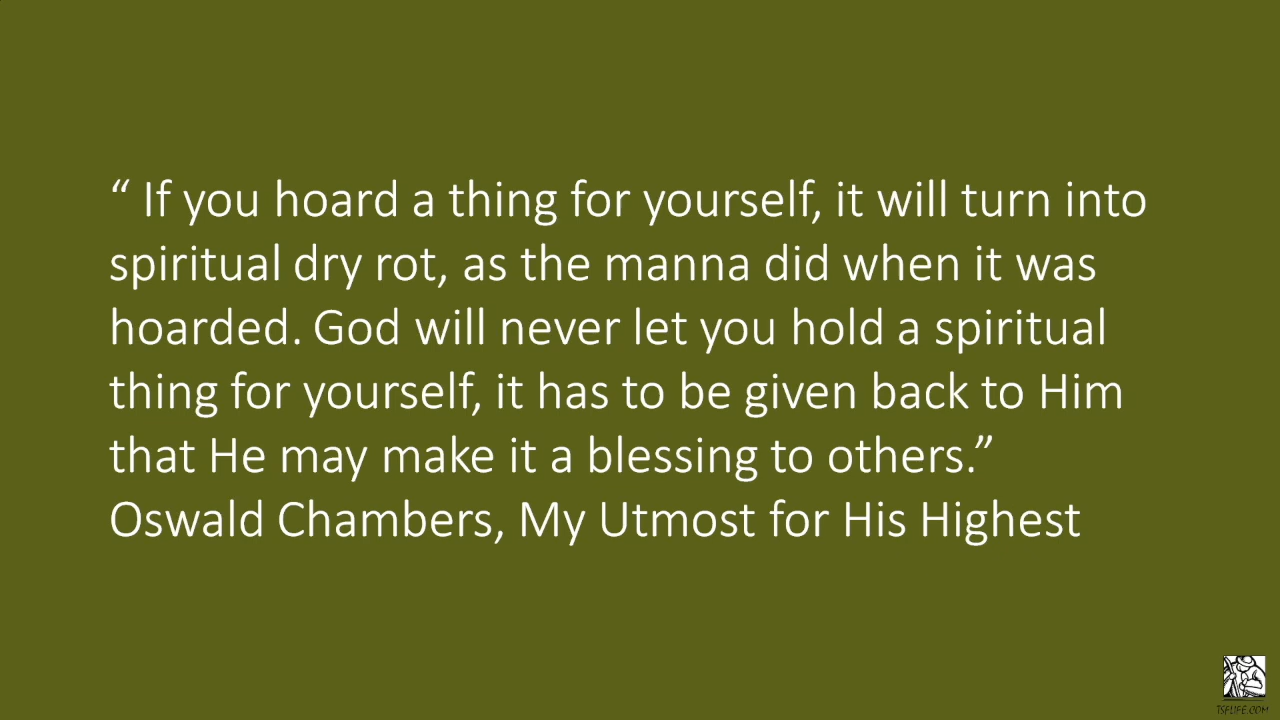 “ If you hoard a thing for yourself, it will turn into
spiritual dry rot, as the manna did when it was
hoarded. God will never let you hold a spiritual
thing for yourself, it has to be given back to Him
that He may make it a blessing to others.”
Oswald Chambers, My Utmost for His Highest
TSFLIFE.COM